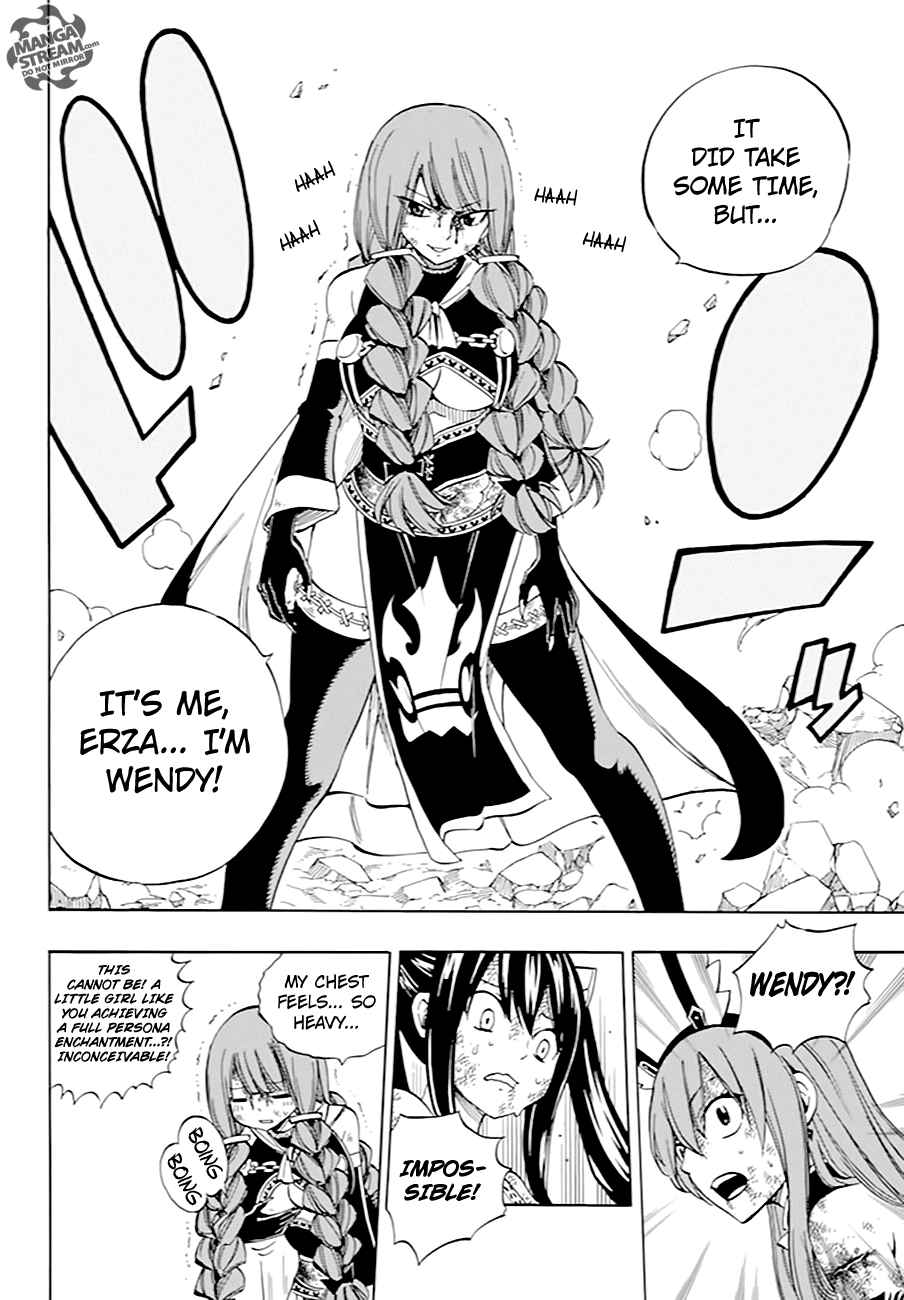 MANGA
STREAM.com
DO NOT MIRROR
IT
DID TAKE
SOME TIME,
BUT...
HAAH
HAAH
HAAH
HAAH
IT'S ME,
ERZA... I'M
WENDY!
WENDY?!
IMPOS-
SIBLE!
MY CHEST
FEELS... SO
HEAVY...
THIS
CANNOT BE! A
LITTLE GIRL LIKE
YOU ACHIEVING
A FULL PERSONA
ENCHANTMENT...?!
INCONCEIVABLE!
BOING
BOING